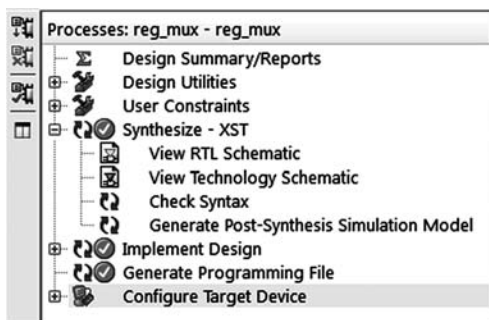 Processes: reg_mux - reg_mux
Design Summary/Reports
Design Utilities
User Constraints
Synthesize - XST
View RTL Schematic
View Technology Schematic
Check Syntax
Generate Post-Synthesis Simulation Model
Implement Design
Generate Programming File
Configure Target Device